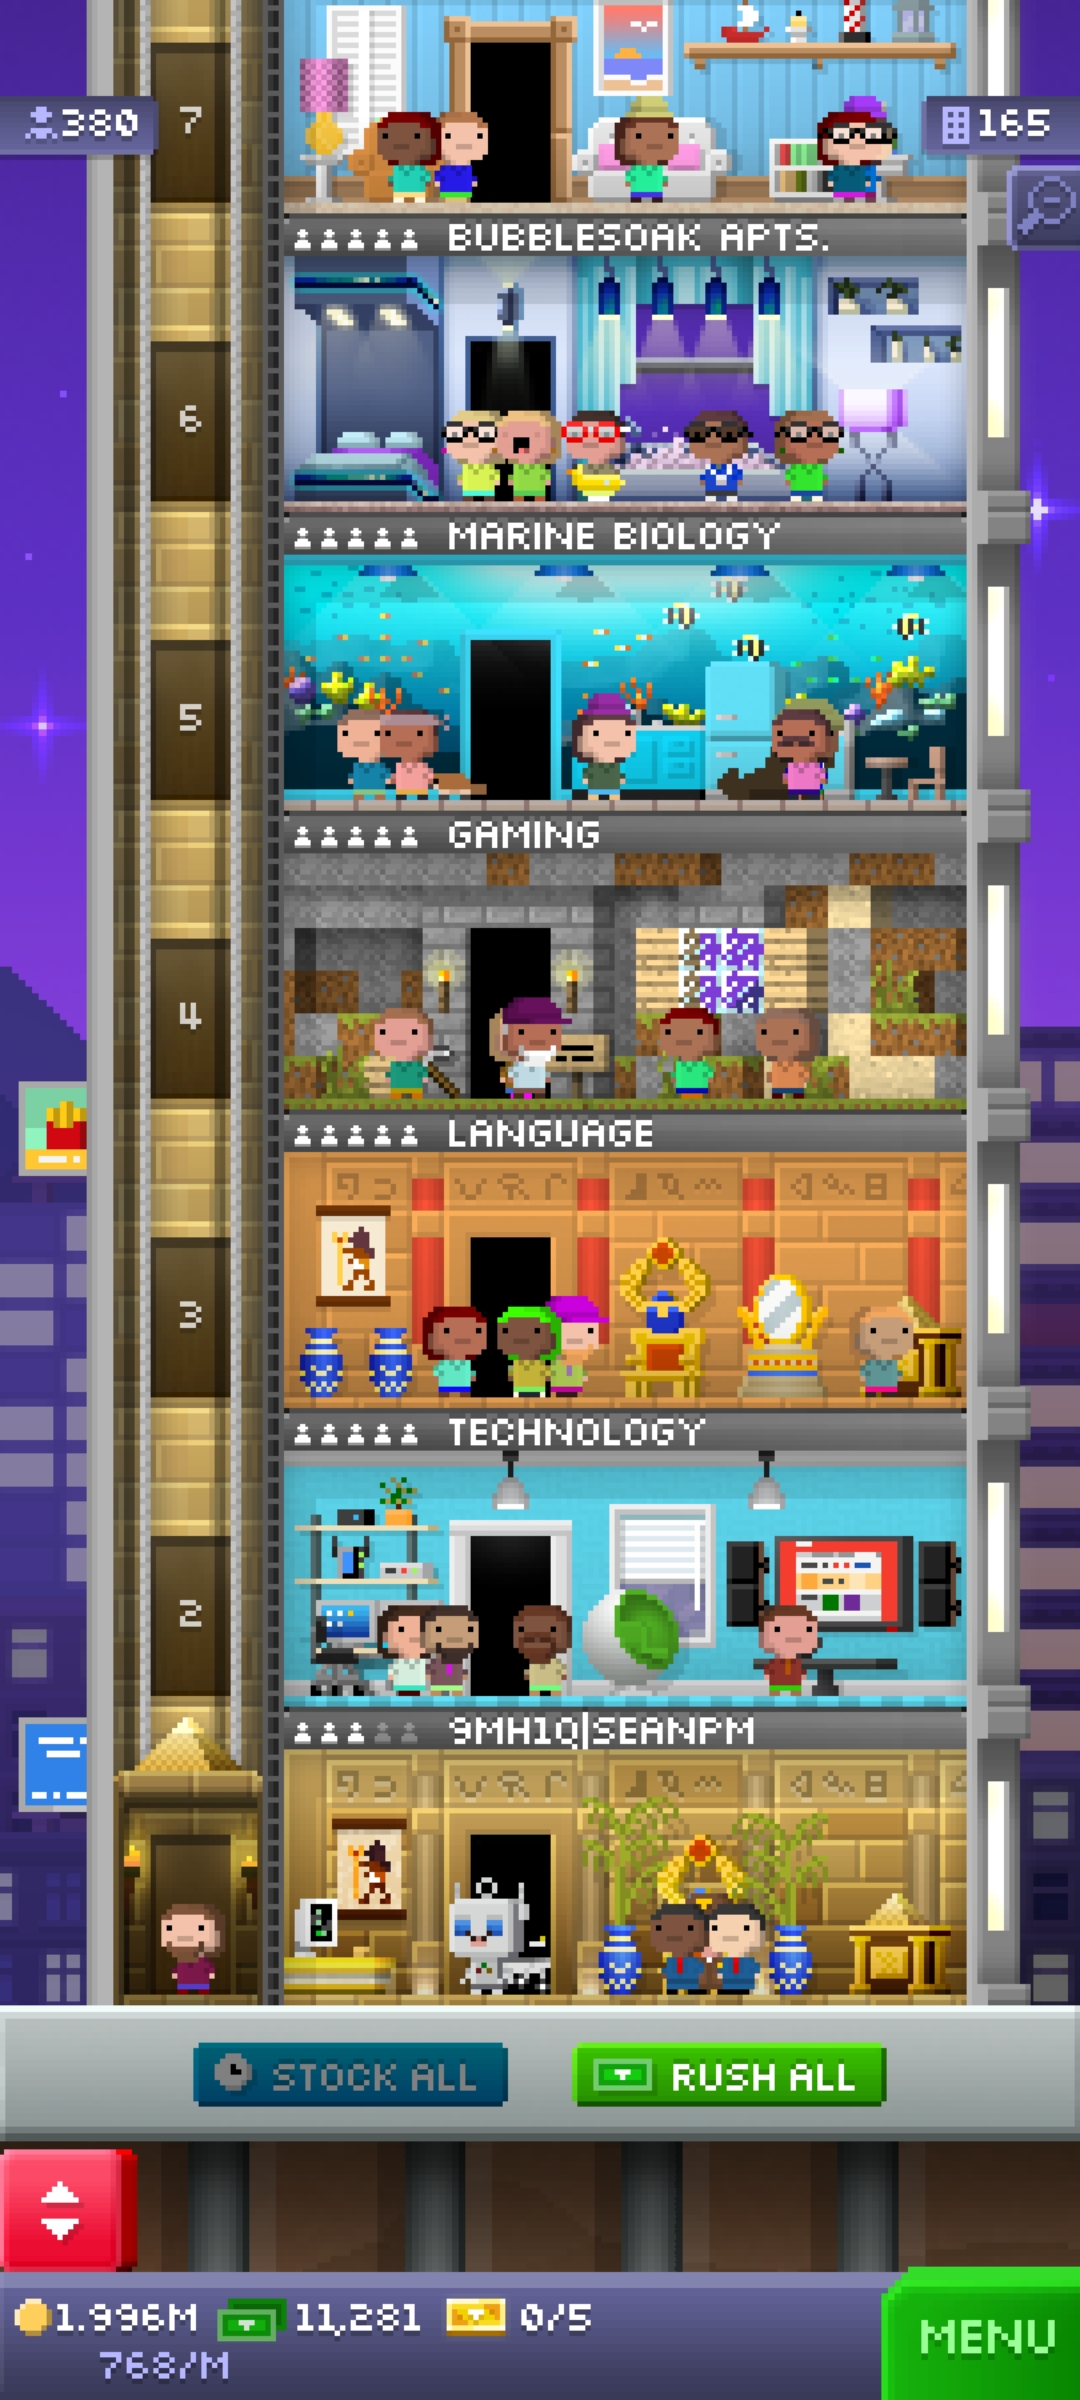 7
380
165
BUBBLESOAK APTS.
6
MARINE BIOLOGY
5
GAMING
4
LANGUAGE
3
TECHNOLOGY
2
9MH1Q|SEANPM
STOCK ALL
RUSH ALL
1.996M
11,281
0/5
768/M
MENU